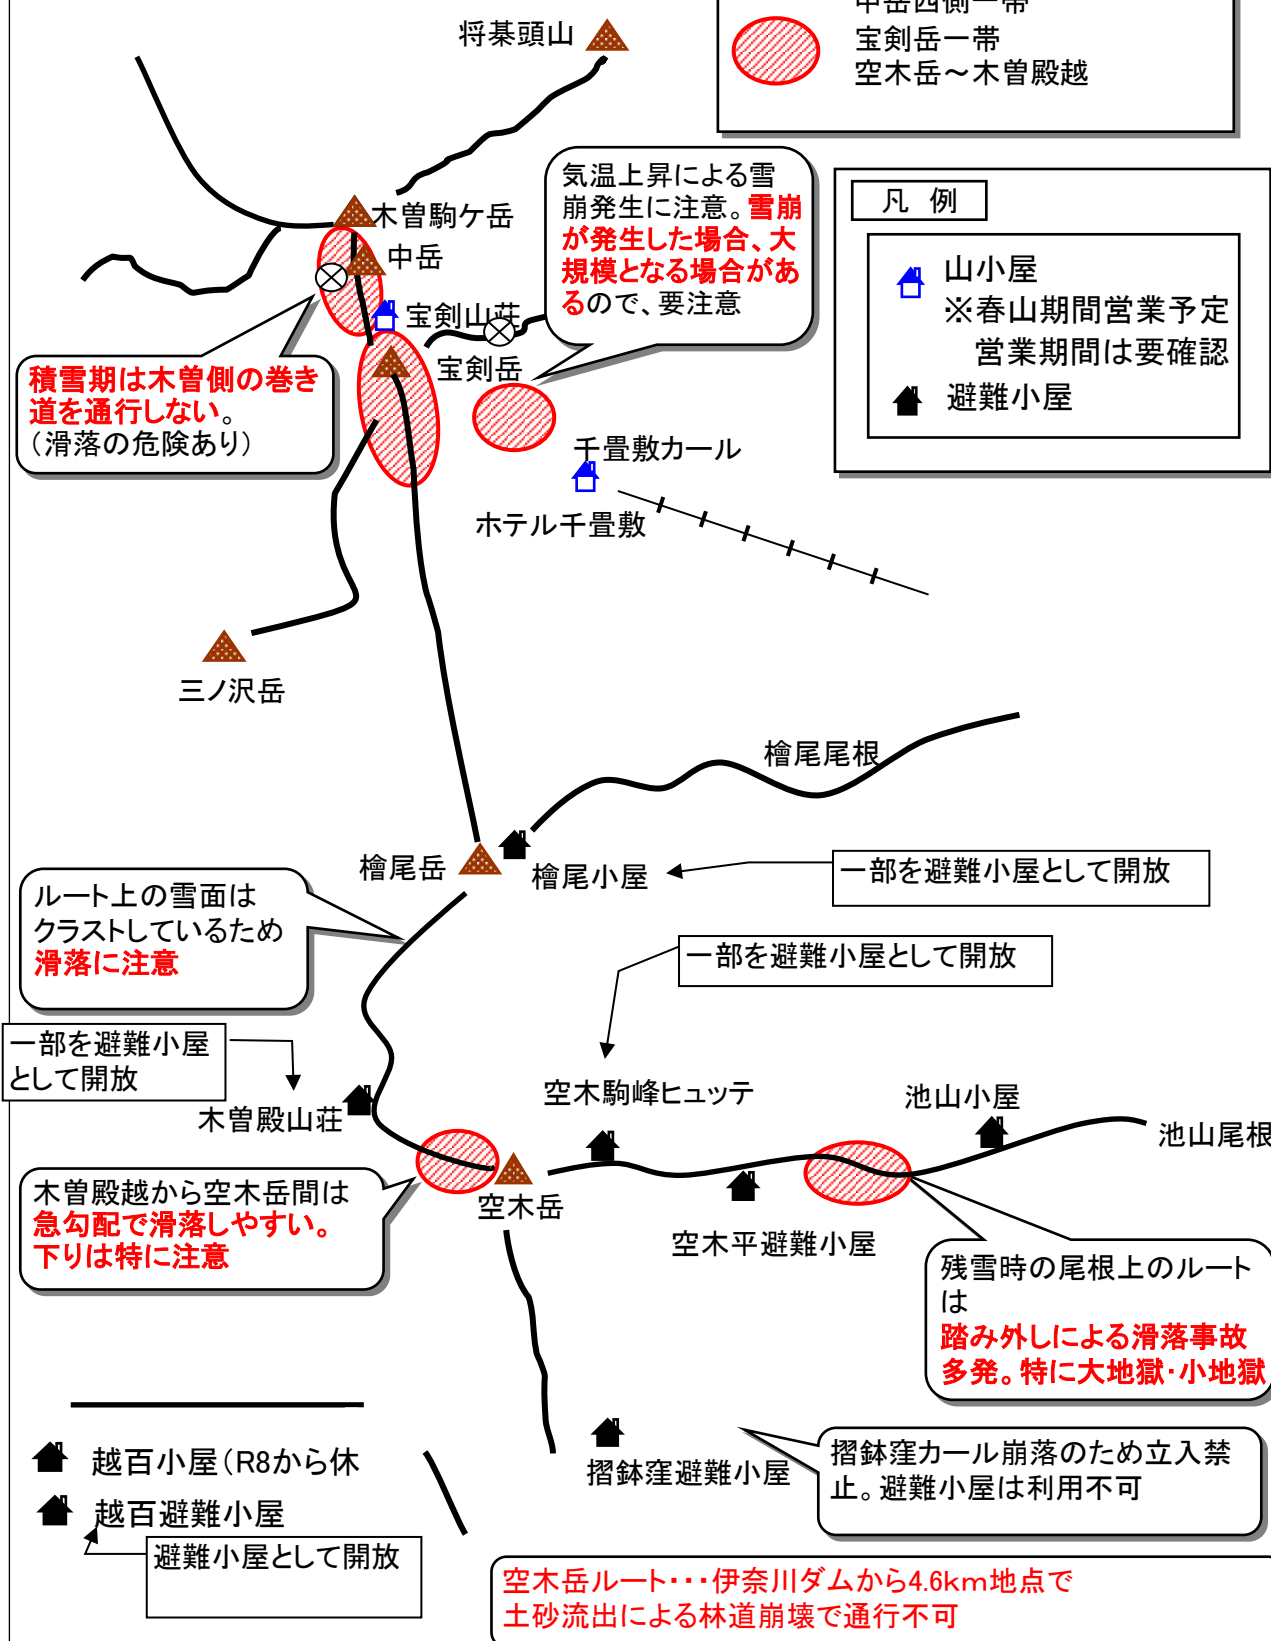 中岳西側一帯
宝剣岳一帯
空木岳～木曽殿越
将棊頭山
気温上昇による雪
崩発生に注意。雪崩
が発生した場合、大
規模となる場合があ
るので、要注意
凡 例
山小屋
※春山期間営業予定
営業期間は要確認
避難小屋
木曽駒ケ岳
中岳
宝剣山荘
宝剣岳
積雪期は木曽側の巻き
道を通行しない。
（滑落の危険あり）
千畳敷カール
ホテル千畳敷
三ノ沢岳
檜尾尾根
檜尾岳
檜尾小屋
一部を避難小屋として開放
ルート上の雪面は
クラストしているため
滑落に注意
一部を避難小屋として開放
一部を避難小屋
として開放
木曽殿山荘
空木駒峰ヒュッテ
池山小屋
池山尾根
木曽殿越から空木岳間は
急勾配で滑落しやすい。
下りは特に注意
空木岳
空木平避難小屋
残雪時の尾根上のルート
は
踏み外しによる滑落事故
多発。特に大地獄・小地獄
越百小屋（R8から休
越百避難小屋
避難小屋として開放
摺鉢窪避難小屋
摺鉢窪カール崩落のため立入禁
止。避難小屋は利用不可
空木岳ルート・・・伊奈川ダムから4.6km地点で
土砂流出による林道崩壊で通行不可